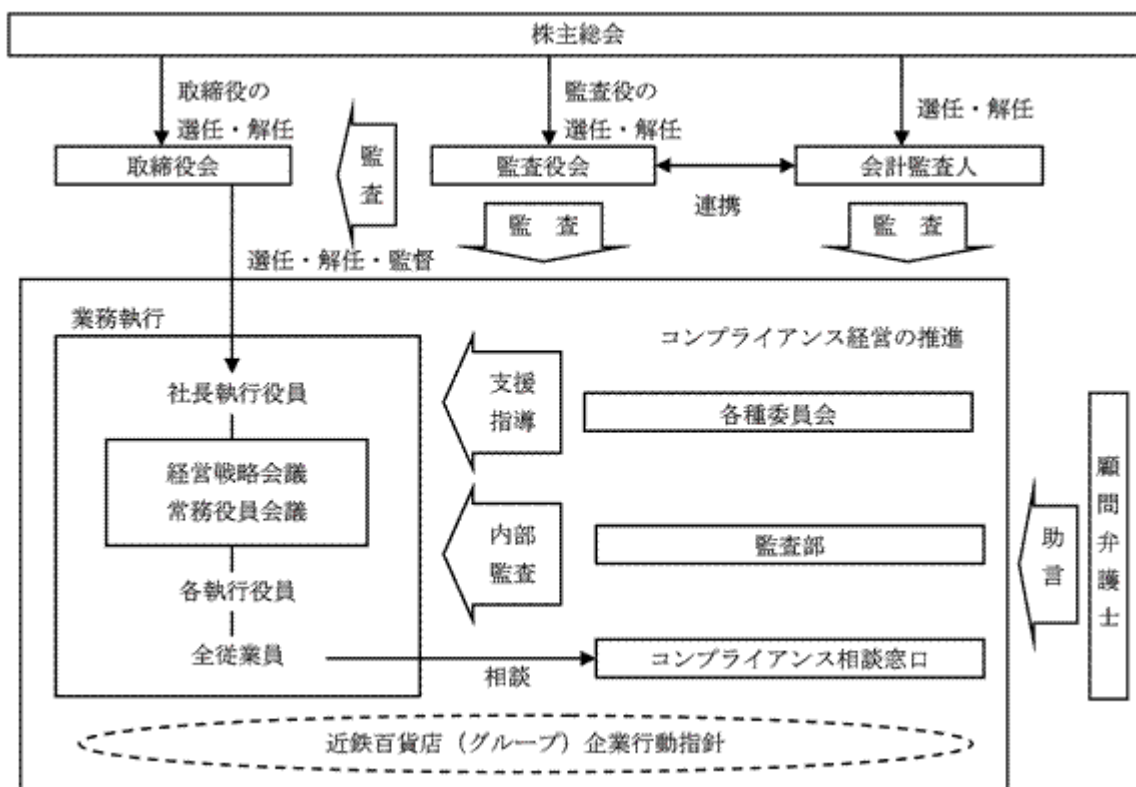 株主総会
取締役の
選任・解任
監査役の
選任・解任
選任・解任
取締役会
監査
監査役会
連携
会計監査人
監 査
監 査
選任・解任・監督
業務執行
コンプライアンス経営の推進
社長執行役員
経営戦略会議
常務役員会議
各執行役員
全従業員
支援
指導
各種委員会
内部
監査
監査部
相談
コンプライアンス相談窓口
助言
顧問弁護士
近鉄百貨店（グループ）企業行動指針